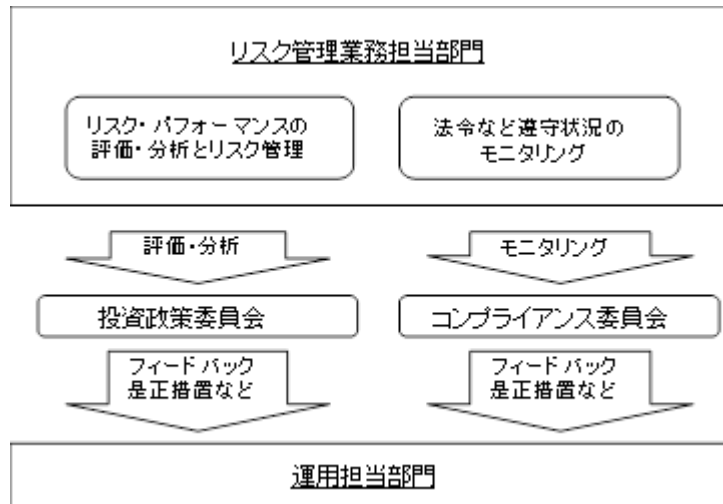 リスク管理業務担当部門
リスク・パフォーマンスの
評価・分析とリスク管理
法令など遵守状況の
モニタリング
評価・分析
モニタリング
投資政策委員会
コンプライアンス委員会
フィードバック
是正措置など
フィードバック
是正措置など
運用担当部門